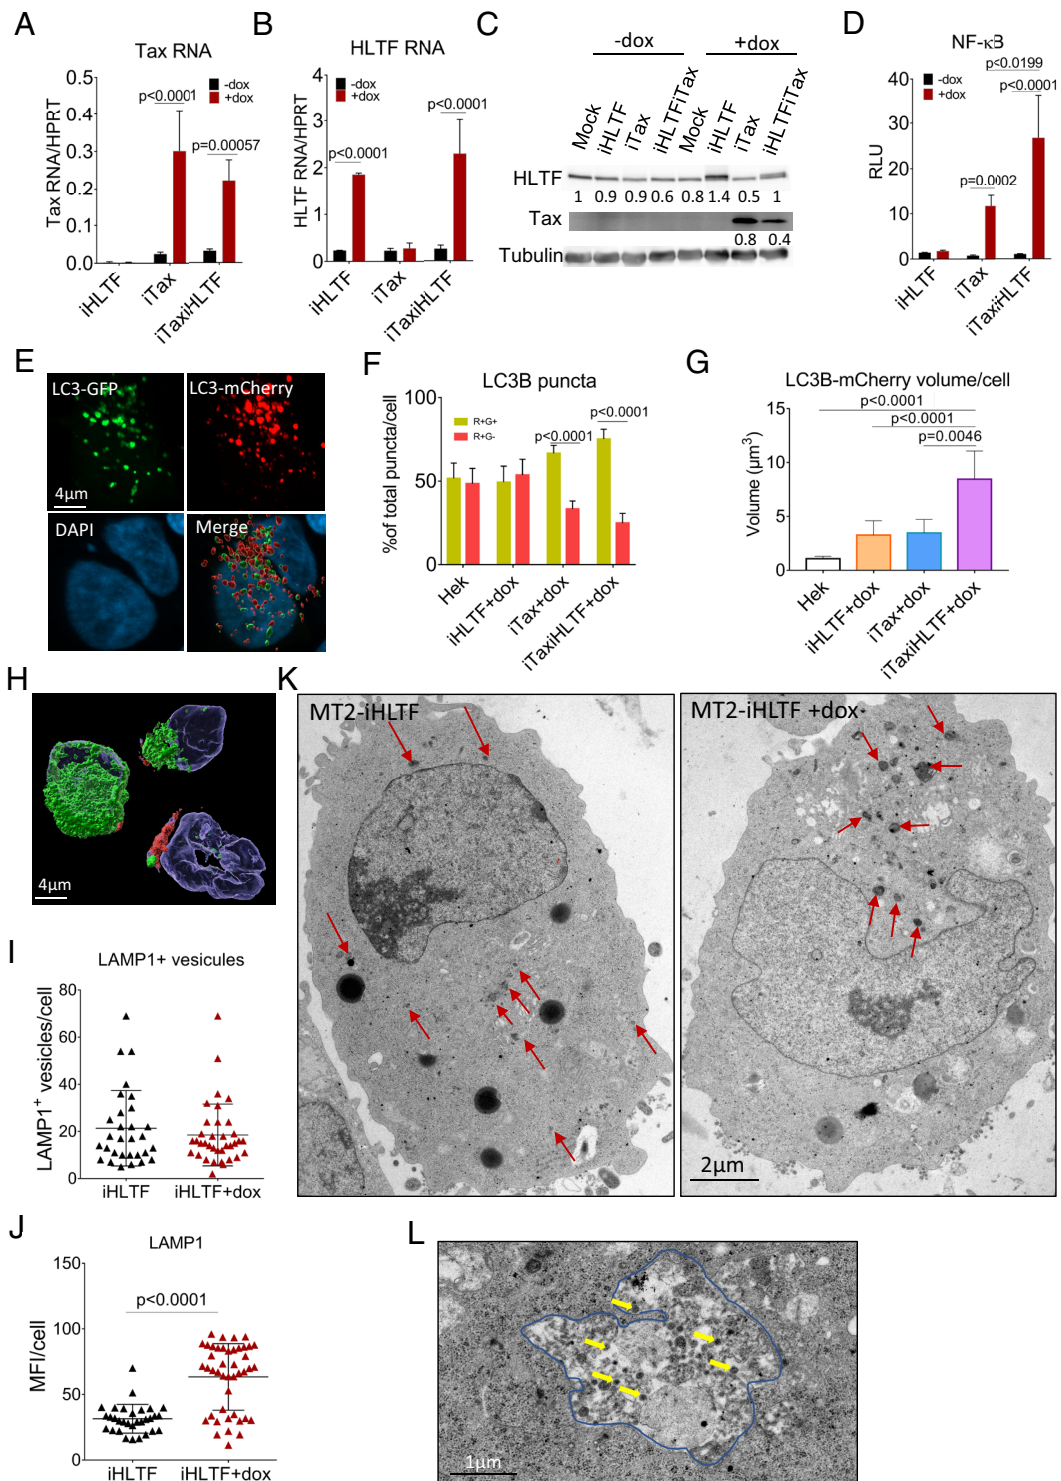 A
Tax RNA
Tax RNA/HPRT
0.5
0.4
0.3
0.2
0.1
0.0
-dox
+dox
p<0.0001
p=0.00057
iHLTF
iTax
iTaxiHLTF
B
HLTF RNA
HLTF RNA/HPRT
4
3
2
1
0
-dox
+dox
p<0.0001
p<0.0001
iHLTF
iTax
iTaxiHLTF
C
-dox
+dox
Mock
iHLTF
iTax
iHLTFiTax
Mock
iHLTF
iTax
iHLTFiTax
HLTF
1 0.9 0.9 0.6 0.8 1.4 0.5 1
Tax
0.8 0.4
Tubulin
D
NF-κB
RLU
40
30
20
10
0
-dox
+dox
p<0.0199
p<0.0001
p=0.0002
iHLTF
iTax
iTaxiHLTF
E
LC3-GFP
LC3-mCherry
4μm
DAPI
Merge
F
LC3B puncta
%of total puncta/cell
100
50
0
R+G+
R+G-
p<0.0001
p<0.0001
Hek
iHLTF+dox
iTax+dox
iTaxiHLTF+dox
G
LC3B-mCherry volume/cell
Volume (μm³)
15
10
5
0
p<0.0001
p<0.0001
p=0.0046
Hek
iHLTF+dox
iTax+dox
iTaxiHLTF+dox
H
4μm
I
LAMP1+ vesicules
LAMP1⁺ vesicles/cell
80
60
40
20
0
iHLTF
iHLTF+dox
J
LAMP1
MFI/cell
150
100
50
0
p<0.0001
iHLTF
iHLTF+dox
K
MT2-iHLTF
MT2-iHLTF +dox
2μm
L
1μm